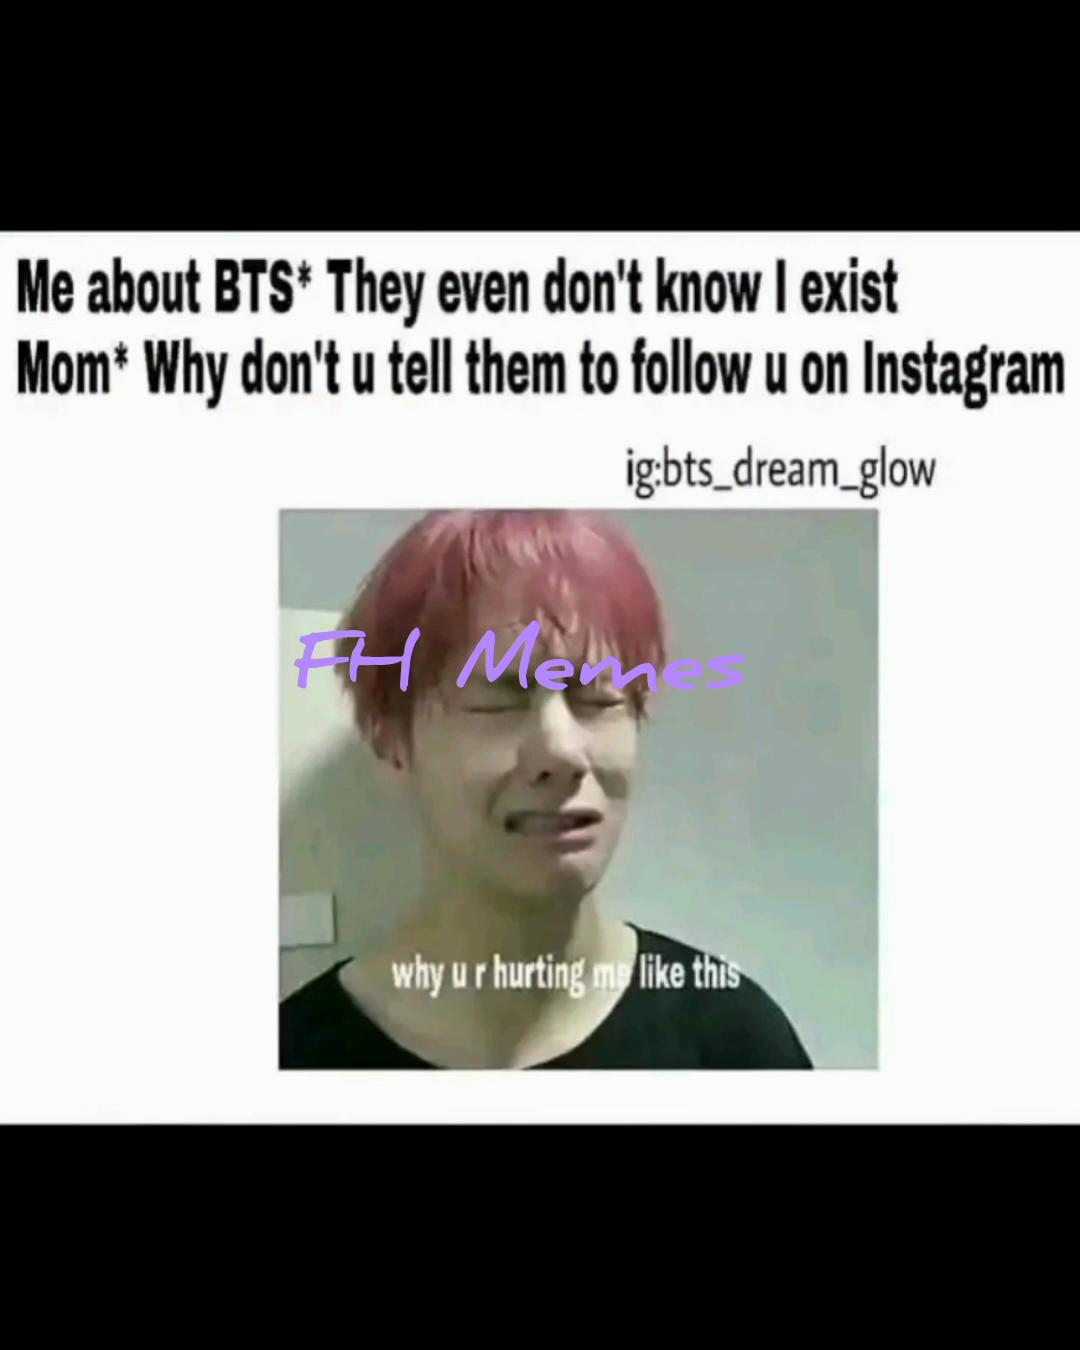 Me about BTS* They even don't know I exist
Mom* Why don't u tell them to follow u on Instagram
ig:bts_dream_glow
FH Memes
why u r hurting me like this